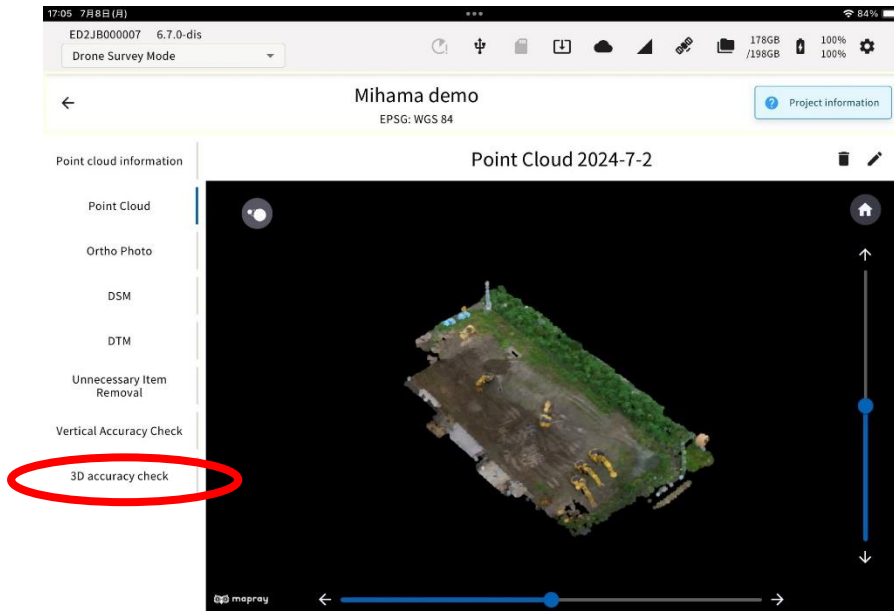 17:05 7月8日(月)
84%
ED2JB000007 6.7.0-dis
Drone Survey Mode
178GB
/198GB
100%
100%
Mihama demo
EPSG: WGS 84
Project information
Point cloud information
Point Cloud 2024-7-2
Point Cloud
Ortho Photo
DSM
DTM
Unnecessary Item
Removal
Vertical Accuracy Check
3D accuracy check
mapray